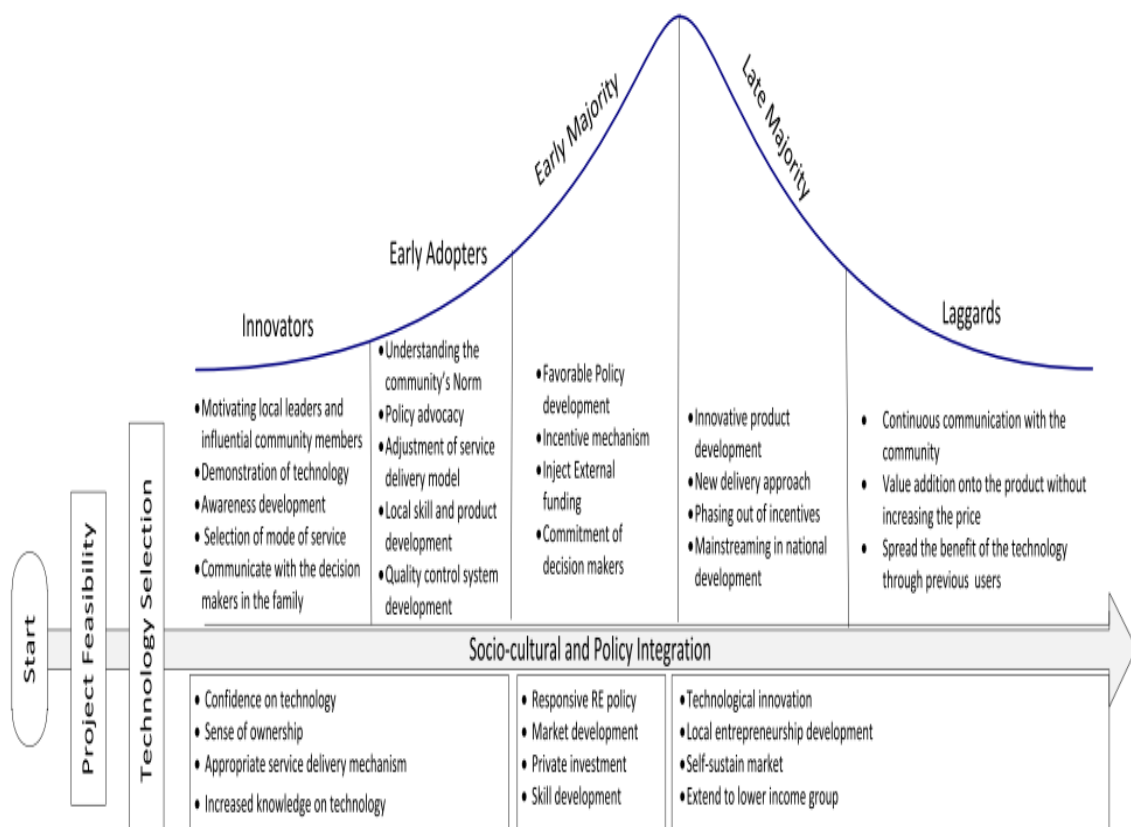 Early Majority
Late Majority
Early Adopters
Innovators
Laggards
•Motivating local leaders and
influential community members
•Demonstration of technology
•Awareness development
• Selection of mode of service
•Communicate with the decision
makers in the family
•Understanding the
community's Norm
•Policy advocacy
•Adjustment of service
delivery model
•Local skill and product
development
•Quality control system
development
•Favorable Policy
development
•Incentive mechanism
•Inject External
funding
•Commitment of
decision makers
•Innovative product
development
•New delivery approach
•Phasing out of incentives
•Mainstreaming in national
development
• Continuous communication with the
community
• Value addition onto the product without
increasing the price
• Spread the benefit of the technology
through previous users
Start
Project Feasibility
Technology Selection
Socio-cultural and Policy Integration
• Confidence on technology
• Sense of ownership
• Appropriate service delivery mechanism
• Increased knowledge on technology
• Responsive RE policy
• Market development
• Private investment
• Skill development
•Technological innovation
•Local entrepreneurship development
•Self-sustain market
•Extend to lower income group